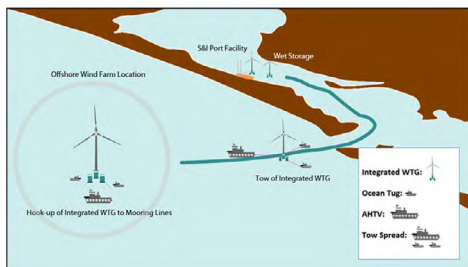 S&I Port Facility
Wet Storage
Offshore Wind Farm Location
Tow of Integrated WTG
Hook-up of Integrated WTG to Mooring Lines
Integrated WTG:
Ocean Tug:
AHTV:
Tow Spread: